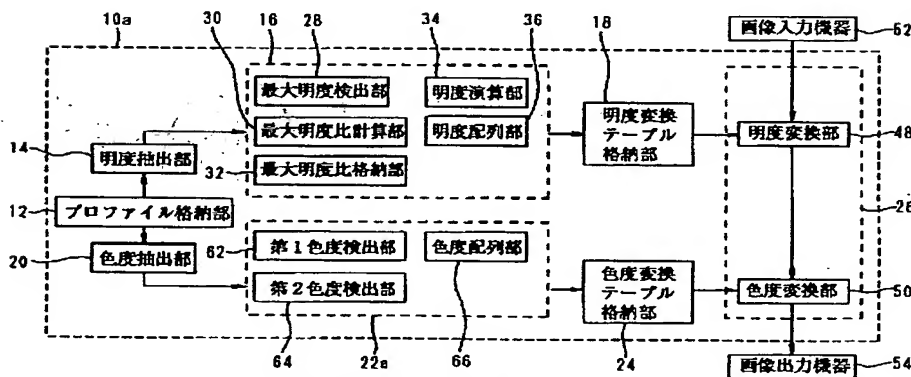 10a
30
16
28
34
36
18
画像入力機器
52
最大明度検出部
明度演算部
最大明度比計算部
明度配列部
明度変換
テーブル
格納部
明度変換部
48
14
明度抽出部
32
最大明度比格納部
12
プロファイル格納部
26
20
色度抽出部
62
第1色度検出部
色度配列部
第2色度検出部
色度変換
テーブル
格納部
色度変換部
50
64
22a
66
24
画像出力機器
54